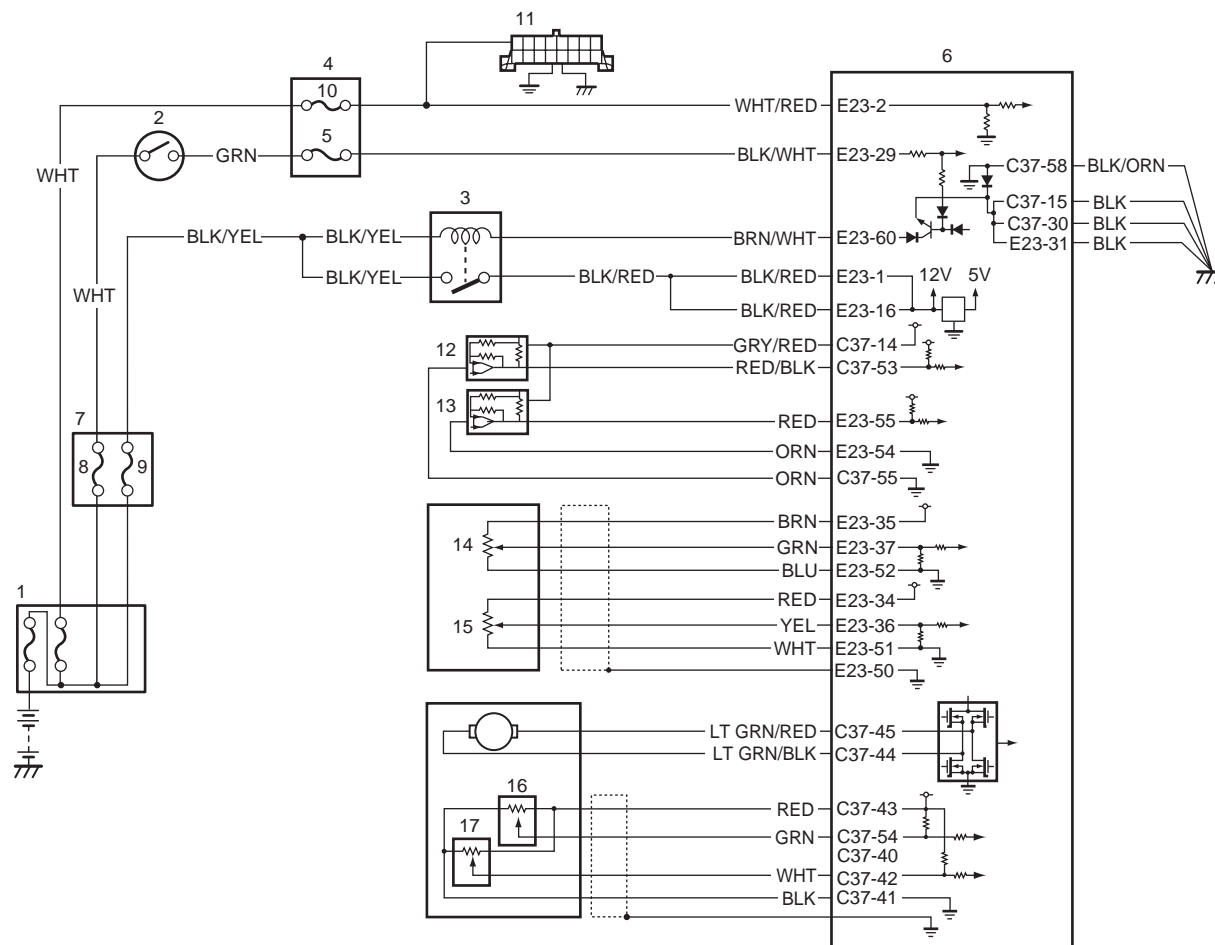 11
6
4
10
WHT/RED E23-2
2
5
GRN
BLK/WHT E23-29
C37-58 BLK/ORN
WHT
C37-15 BLK
3
C37-30 BLK
BLK/YEL BLK/YEL
BRN/WHT E23-60
E23-31 BLK
BLK/YEL
BLK/RED
BLK/RED E23-1
12V 5V
WHT
BLK/RED E23-16
12
GRY/RED C37-14
RED/BLK C37-53
13
7
RED E23-55
8 9
ORN E23-54
ORN C37-55
BRN E23-35
14
GRN E23-37
BLU E23-52
1
RED E23-34
15
YEL E23-36
WHT E23-51
E23-50
LT GRN/RED C37-45
LT GRN/BLK C37-44
16
RED C37-43
17
GRN C37-54
C37-40
WHT C37-42
BLK C37-41